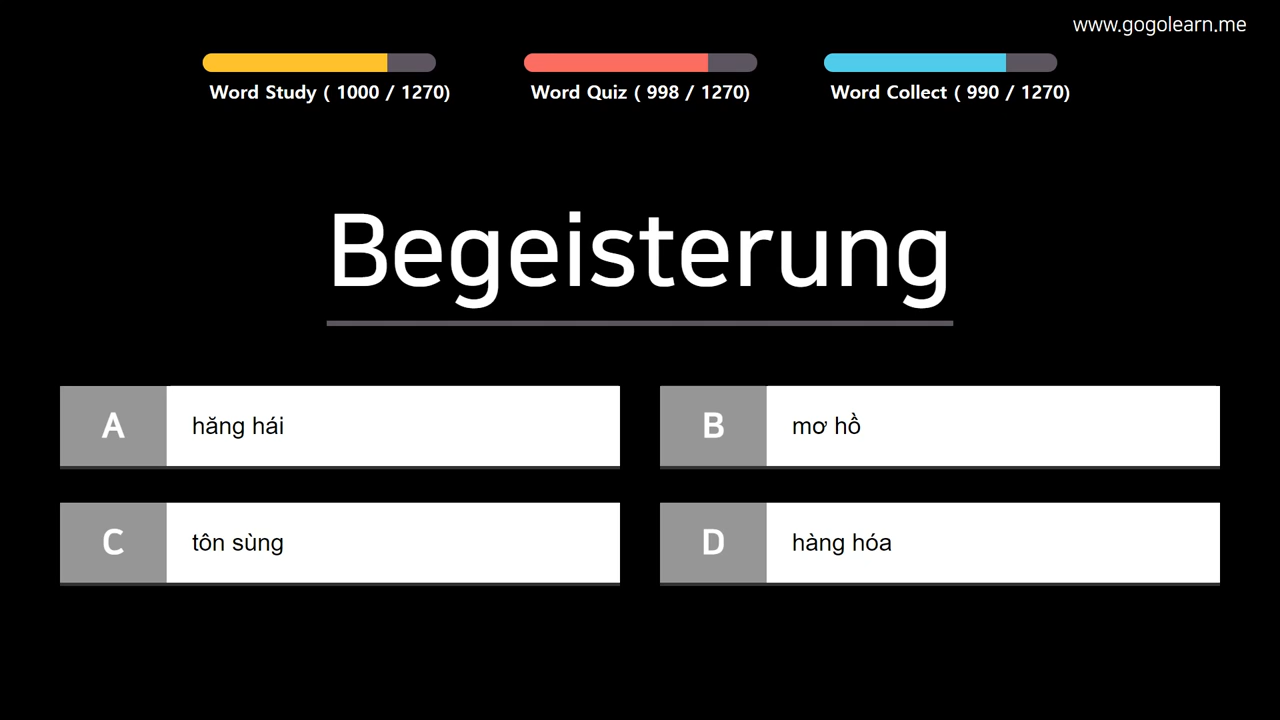 www.gogolearn.me
Word Study ( 1000 / 1270)
Word Quiz ( 998 / 1270)
Word Collect ( 990 / 1270)
Begeisterung
A hăng hái
B mơ hồ
C tôn sùng
D hàng hóa